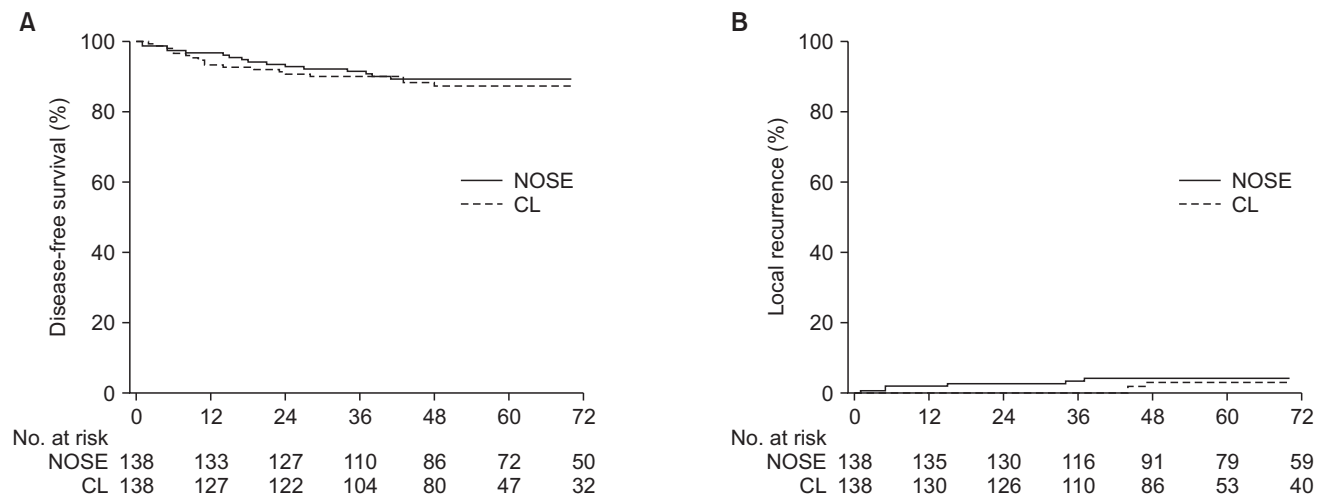 A
Disease-free survival (%)
100
80
60
40
20
0
NOSE
CL
0 12 24 36 48 60 72
No. at risk
NOSE 138 133 127 110 86 72 50
CL 138 127 122 104 80 47 32
B
Local recurrence (%)
100
80
60
40
20
0
NOSE
CL
0 12 24 36 48 60 72
No. at risk
NOSE 138 135 130 116 91 79 59
CL 138 130 126 110 86 53 40